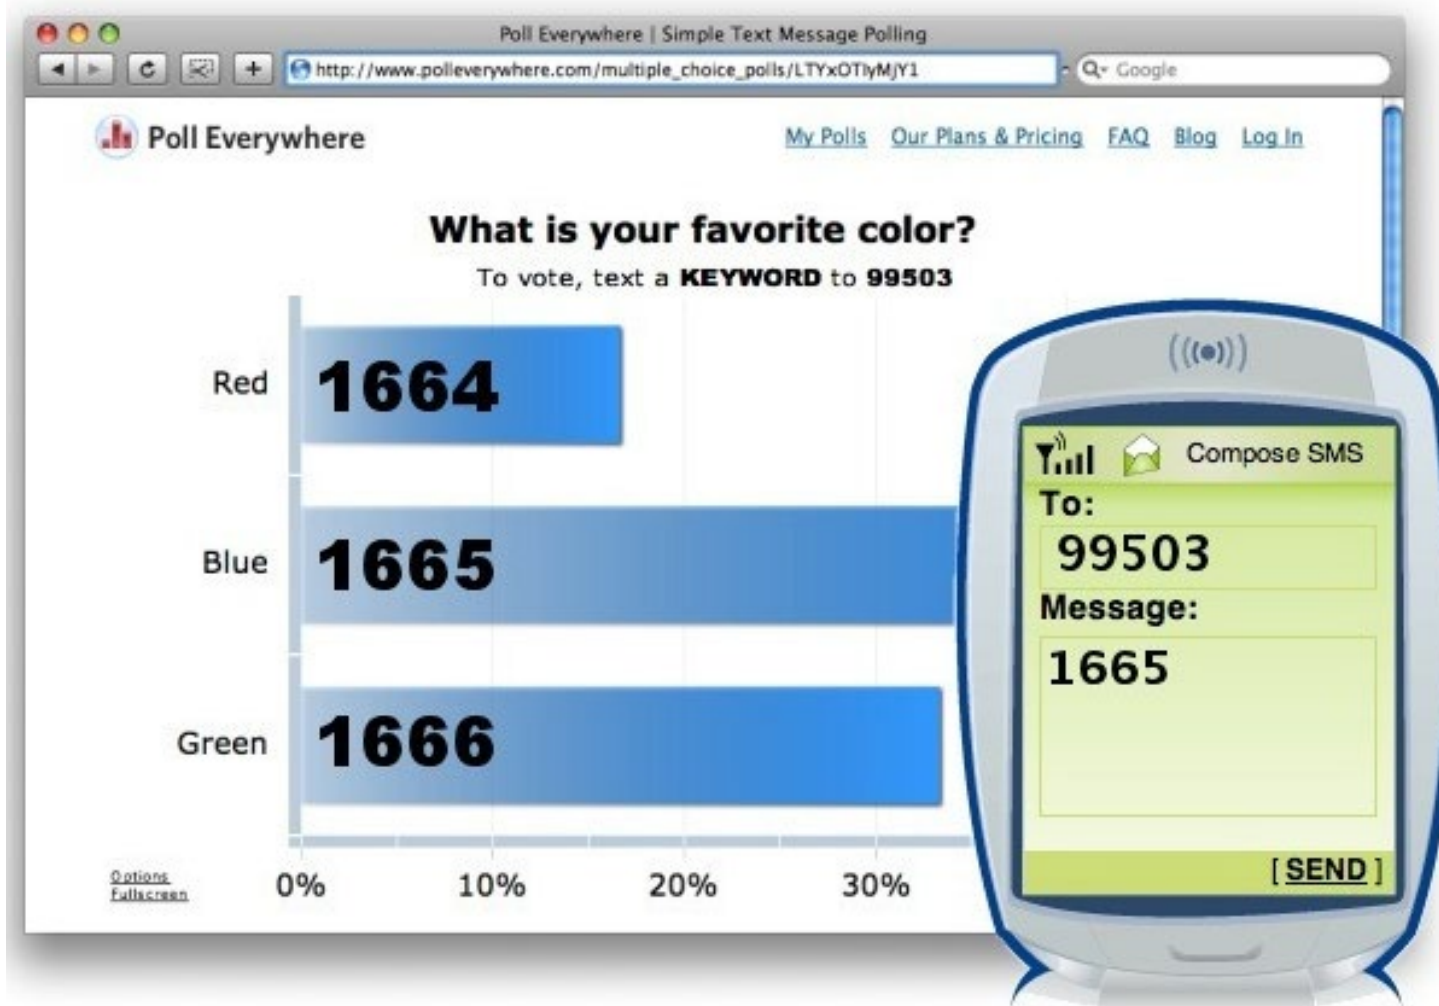 Poll Everywhere | Simple Text Message Polling
http://www.polleverywhere.com/multiple_choice_polls/LTYxOTIyMjY1
Google
Poll Everywhere
My Polls Our Plans & Pricing FAQ Blog Log In
What is your favorite color?
To vote, text a KEYWORD to 99503
Red 1664
Blue 1665
Green 1666
0% 10% 20% 30%
Options
Fullscreen
Compose SMS
To:
99503
Message:
1665
[ SEND ]